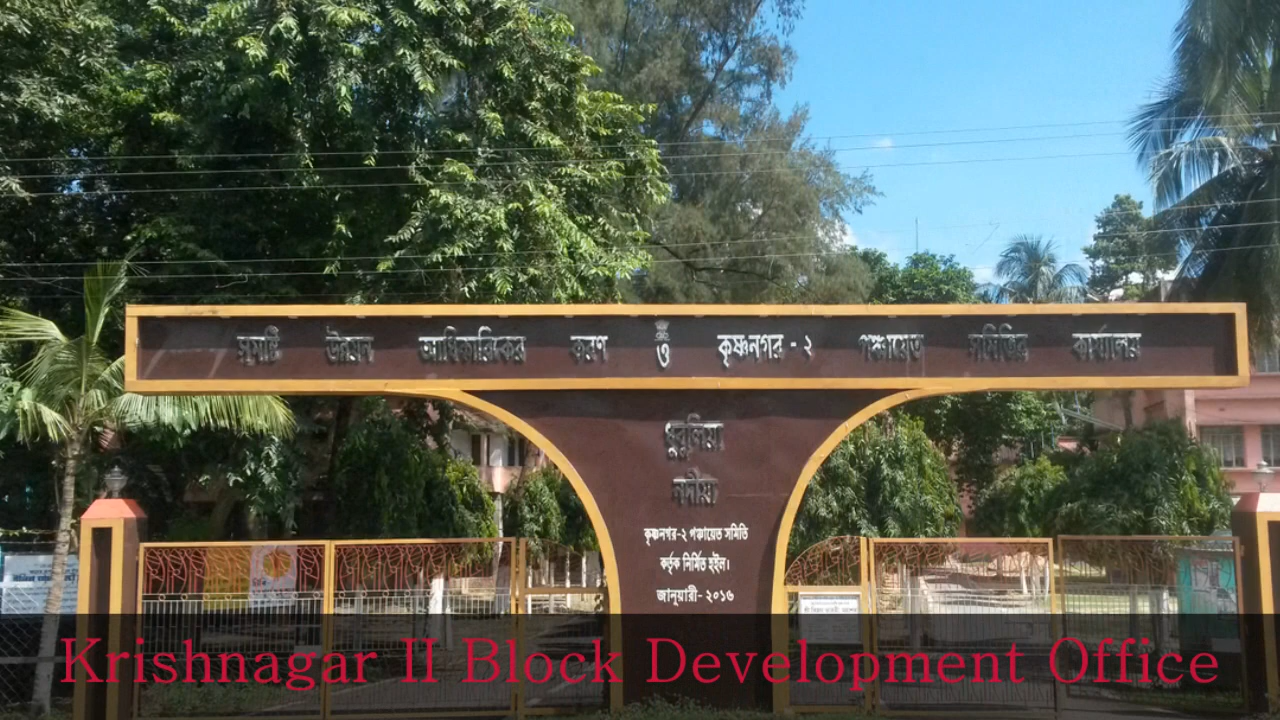 সমষ্টি উন্নয়ন আধিকারিকের করণ ও কৃষ্ণনগর - ২ পঞ্চায়েত সমিতির কার্য্যালয়
ধুবুলিয়া
নদীয়া
কৃষ্ণনগর-২ পঞ্চায়েত সমিতি
কর্তৃক নির্মিত হইল।
জানুয়ারী- ২০১৬
Krishnagar II Block Development Office